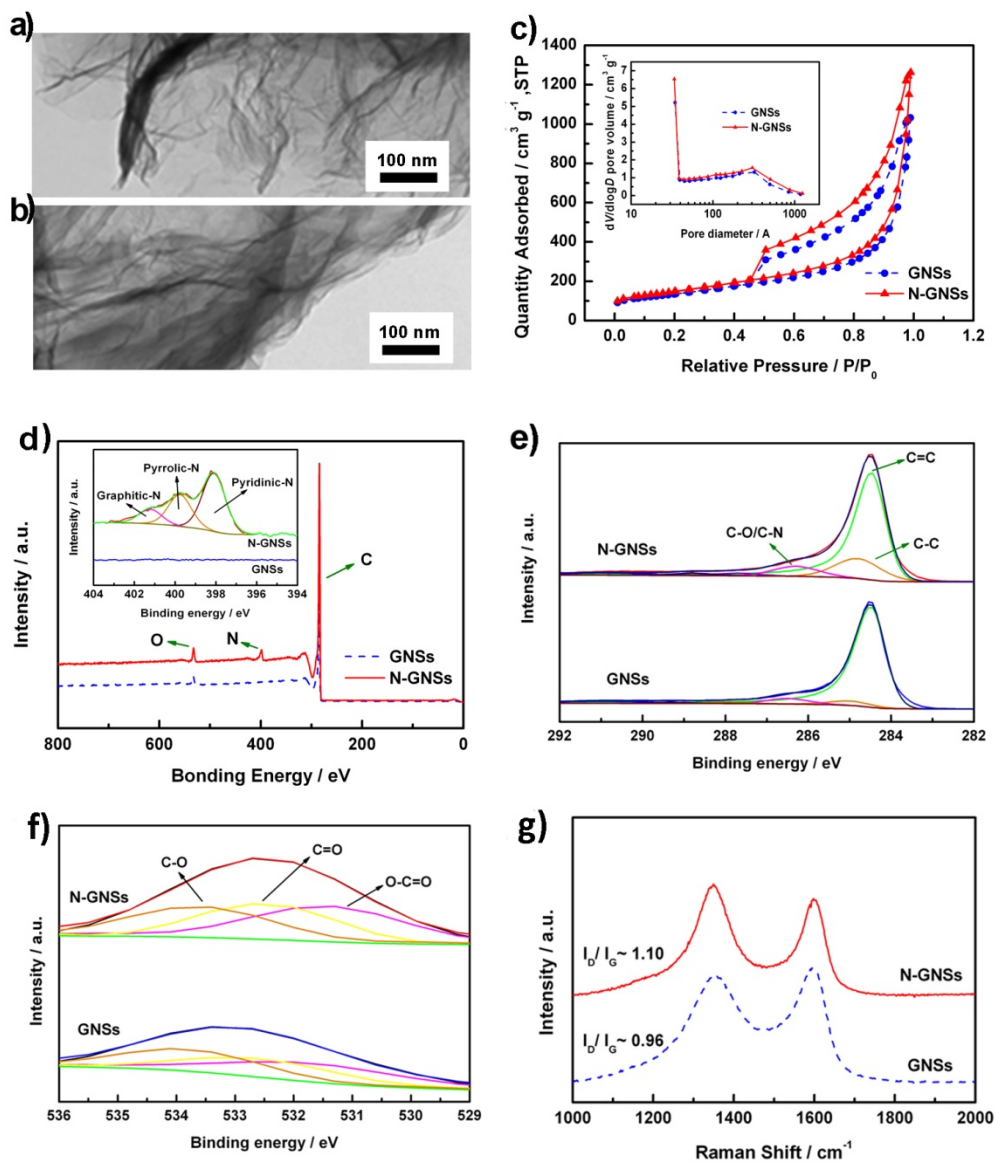 a)
100 nm
b)
100 nm
c)
Quantity Adsorbed / cm³ g⁻¹ ,STP
1400
1200
1000
800
600
400
200
0
0.0 0.2 0.4 0.6 0.8 1.0 1.2
Relative Pressure / P/P₀
GNSs
N-GNSs
dV/dlogD pore volume / cm³ g⁻¹
7
6
5
4
3
2
1
0
10 100 1000
Pore diameter / A
GNSs
N-GNSs
d)
Intensity / a.u.
800 600 400 200 0
Bonding Energy / eV
O
N
C
GNSs
N-GNSs
Intensity / a.u.
Graphitic-N
Pyrrolic-N
Pyridinic-N
N-GNSs
GNSs
404 402 400 398 396 394
Binding energy / eV
e)
Intensity / a.u.
N-GNSs
C-O/C-N
C=C
C-C
GNSs
292 290 288 286 284 282
Binding energy / eV
f)
Intensity / a.u.
C-O
C=O
O-C=O
N-GNSs
GNSs
536 535 534 533 532 531 530 529
Binding energy / eV
g)
Intensity / a.u.
I_D/ I_G~ 1.10
N-GNSs
I_D/ I_G~ 0.96
GNSs
1000 1200 1400 1600 1800 2000
Raman Shift / cm⁻¹